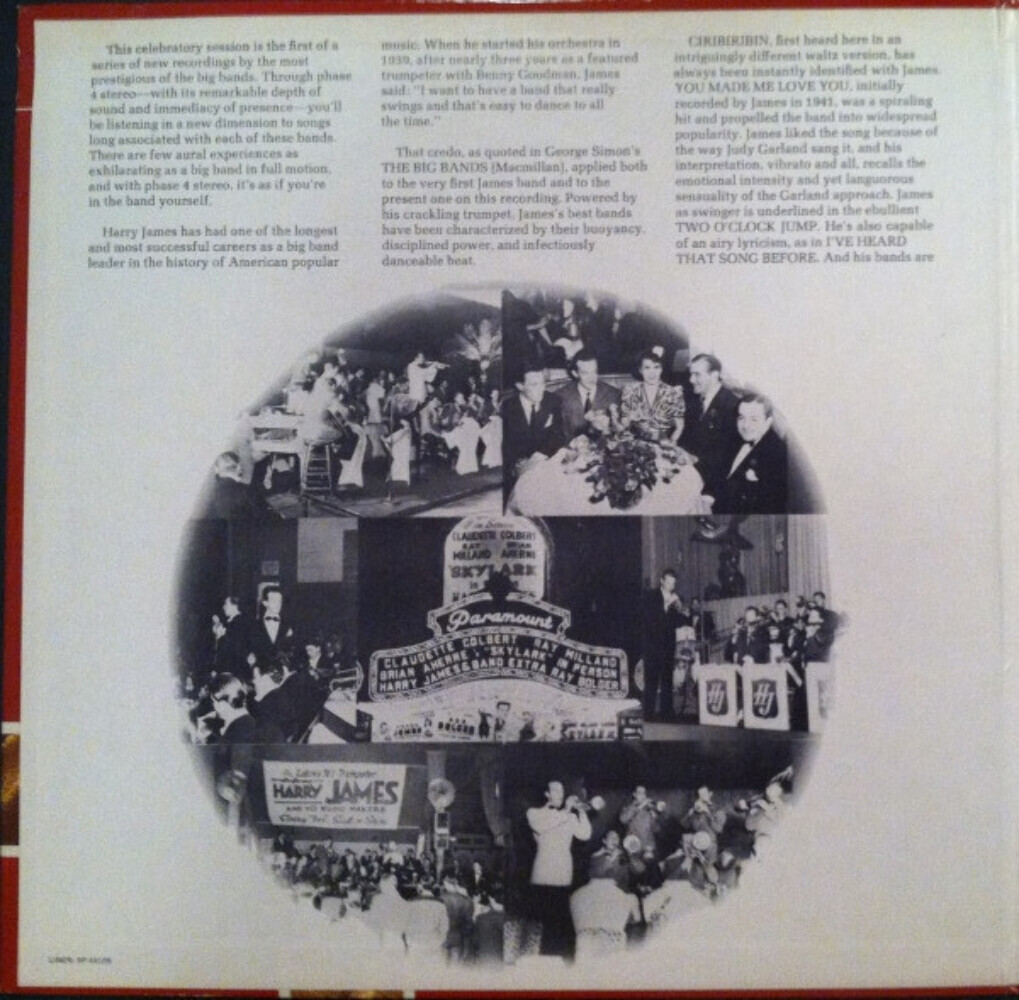 This celebratory session is the first of a
series of new recordings by the most
prestigious of the big bands. Through phase
4 stereo—with its remarkable depth of
sound and immediacy of presence—you'll
be listening in a new dimension to songs
long associated with each of these bands.
There are few aural experiences as
exhilarating as a big band in full motion,
and with phase 4 stereo, it's as if you're
in the band yourself.
Harry James has had one of the longest
and most successful careers as a big band
leader in the history of American popular
music. When he started his orchestra in
1939, after nearly three years as a featured
trumpeter with Benny Goodman, James
said: "I want to have a band that really
swings and that's easy to dance to all
the time."
That credo, as quoted in George Simon's
THE BIG BANDS (Macmillan), applied both
to the very first James band and to the
present one on this recording. Powered by
his crackling trumpet, James's best bands
have been characterized by their buoyancy,
disciplined power, and infectiously
danceable beat.
CIRIBIRIBIN, first heard here in an
intriguingly different waltz version, has
always been instantly identified with James.
YOU MADE ME LOVE YOU, initially
recorded by James in 1941, was a spiraling
hit and propelled the band into widespread
popularity. James liked the song because of
the way Judy Garland sang it, and his
interpretation, vibrato and all, recalls the
emotional intensity and yet languorous
sensuality of the Garland approach. James
as swinger is underlined in the ebullient
TWO O'CLOCK JUMP. He's also capable
of an airy lyricism, as in I'VE HEARD
THAT SONG BEFORE. And his bands are
CLAUDETTE COLBERT
RAY BRIAN
MILLAND AHERNE
SKYLARK
Paramount
CLAUDETTE COLBERT RAY MILLAND
BRIAN AHERNE "SKYLARK" IN PERSON
HARRY JAMES & BAND EXTRA RAY BOLGER
HJ
HJ
HARRY JAMES
AND HIS MUSIC MAKERS